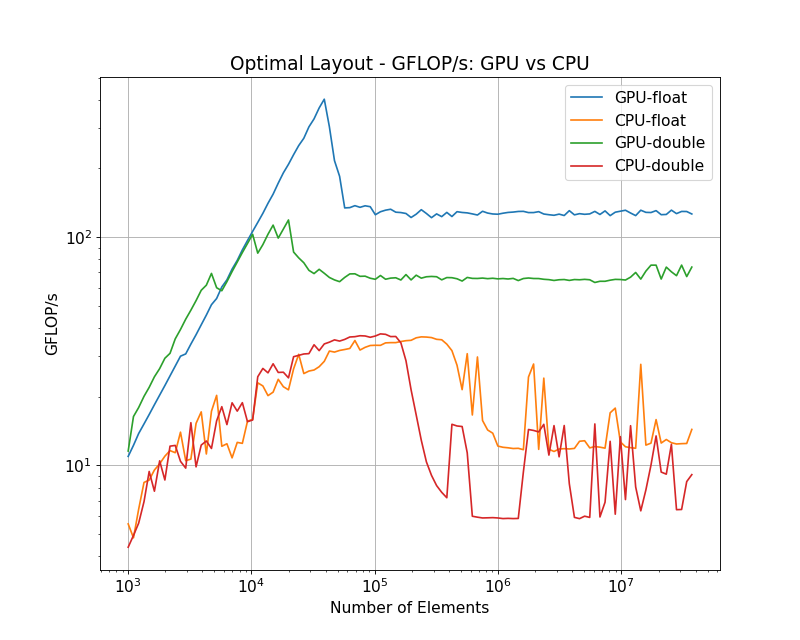 Optimal Layout - GFLOP/s: GPU vs CPU
GPU-float
CPU-float
GPU-double
CPU-double
10²
10¹
GFLOP/s
10³ 10⁴ 10⁵ 10⁶ 10⁷
Number of Elements